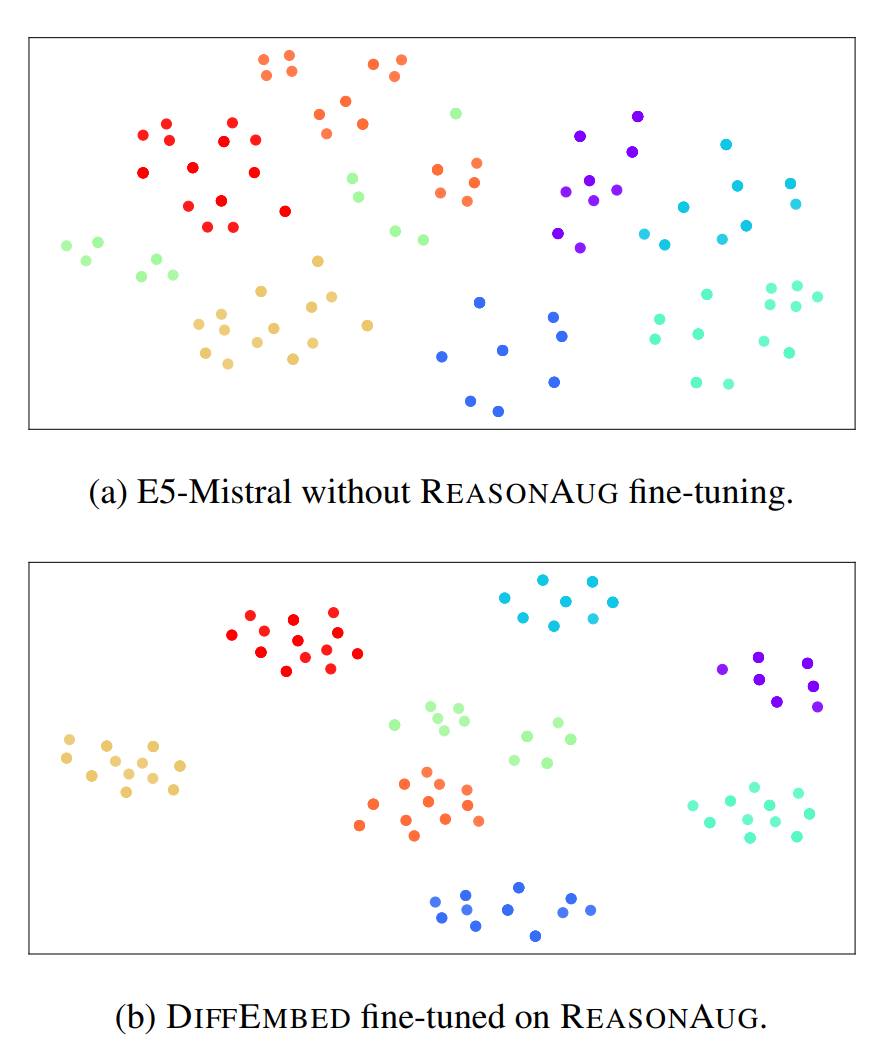 (a) E5-Mistral without REASONAUG fine-tuning.
(b) DIFFEMBED fine-tuned on REASONAUG.